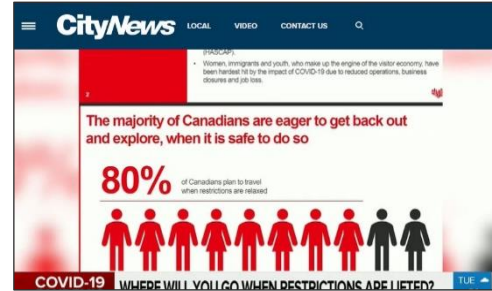 CityNews LOCAL VIDEO CONTACT US
(HASCAP).
• Women, immigrants and youth, who make up the engine of the visitor economy, have
been hardest hit by the impact of COVID-19 due to reduced operations, business
closures and job loss.
2
The majority of Canadians are eager to get back out
and explore, when it is safe to do so
80% of Canadians plan to travel
when restrictions are relaxed
COVID-19 WHERE WILL YOU GO WHEN RESTRICTIONS ARE LIFTED?
TUE